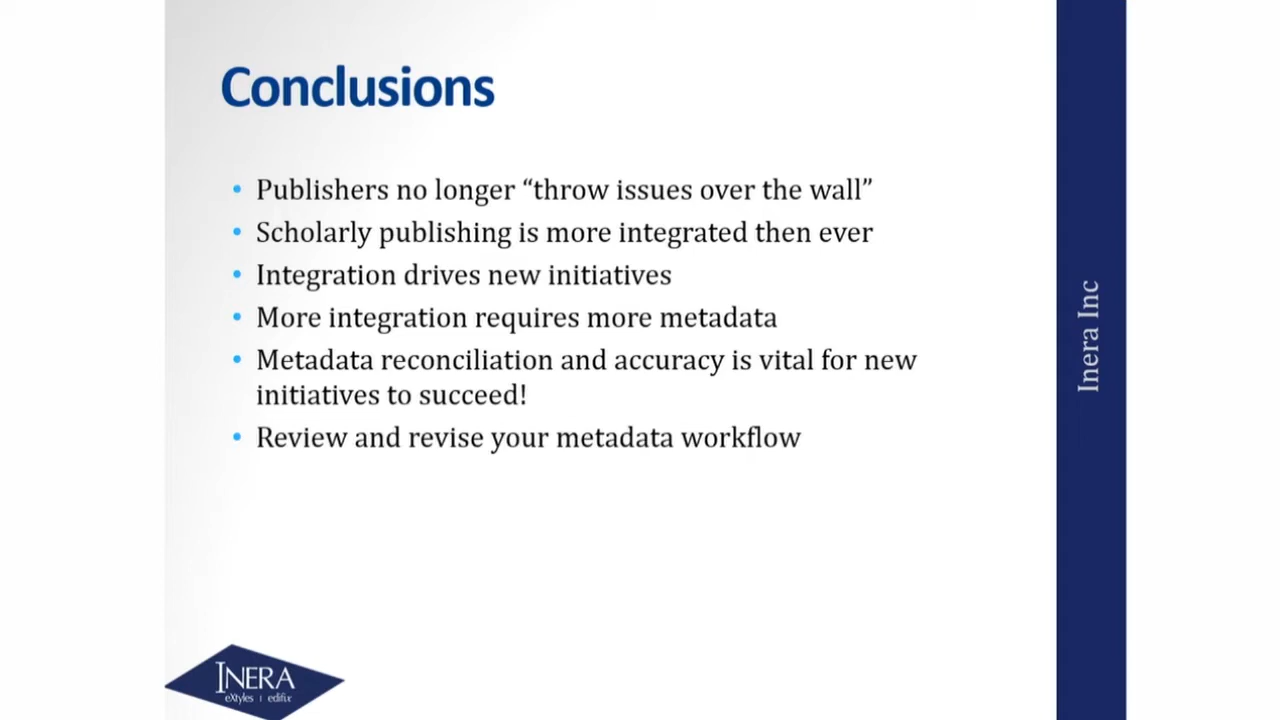 Conclusions
• Publishers no longer “throw issues over the wall”
• Scholarly publishing is more integrated then ever
• Integration drives new initiatives
• More integration requires more metadata
• Metadata reconciliation and accuracy is vital for new
initiatives to succeed!
• Review and revise your metadata workflow
Inera Inc
INERA
eXtyles | edifix